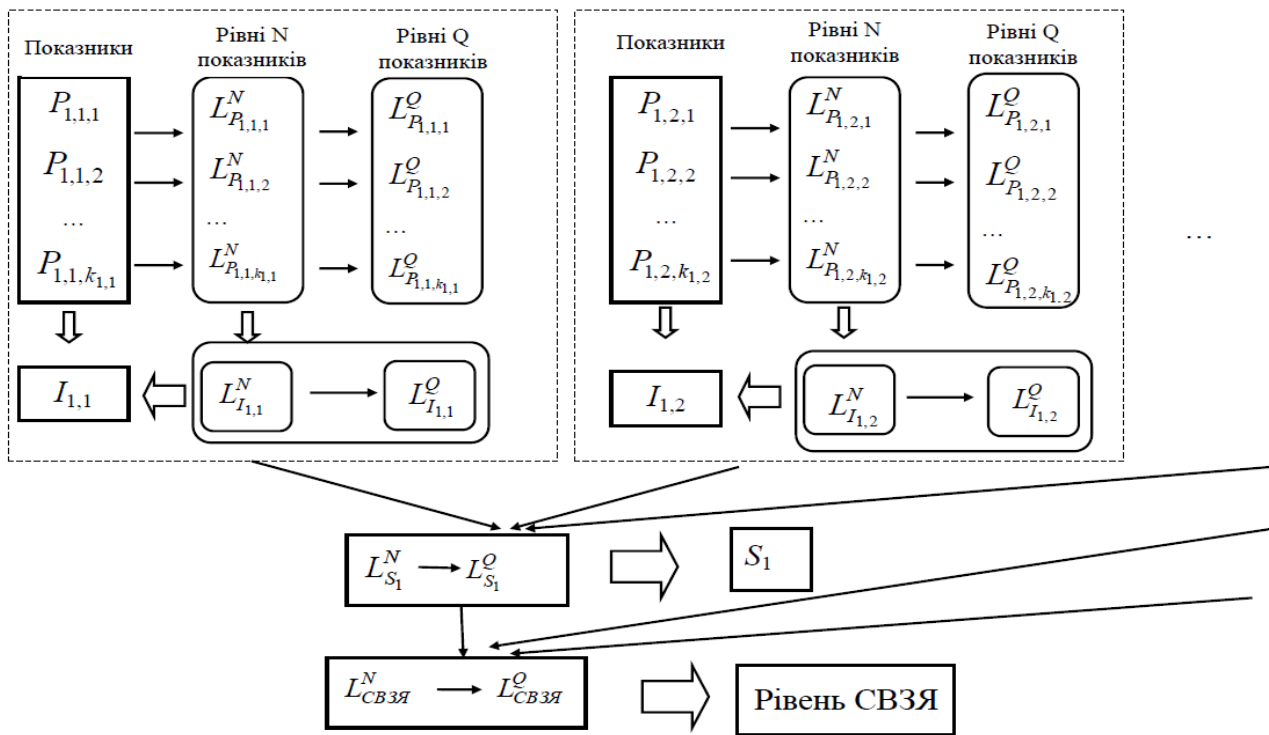 Показники
Рівні N
показників
Рівні Q
показників
P_{1,1,1}
L^N_{P_{1,1,1}}
L^Q_{P_{1,1,1}}
P_{1,1,2}
L^N_{P_{1,1,2}}
L^Q_{P_{1,1,2}}
...
...
...
P_{1,1,k_{1,1}}
L^N_{P_{1,1,k_{1,1}}}
L^Q_{P_{1,1,k_{1,1}}}
I_{1,1}
L^N_{I_{1,1}}
L^Q_{I_{1,1}}
Показники
Рівні N
показників
Рівні Q
показників
P_{1,2,1}
L^N_{P_{1,2,1}}
L^Q_{P_{1,2,1}}
P_{1,2,2}
L^N_{P_{1,2,2}}
L^Q_{P_{1,2,2}}
...
...
...
P_{1,2,k_{1,2}}
L^N_{P_{1,2,k_{1,2}}}
L^Q_{P_{1,2,k_{1.2}}}
I_{1,2}
L^N_{I_{1,2}}
L^Q_{I_{1,2}}
...
L^N_{S_1}
L^Q_{S_1}
S_1
L^N_{СВЗЯ}
L^Q_{СВЗЯ}
Рівень СВЗЯ